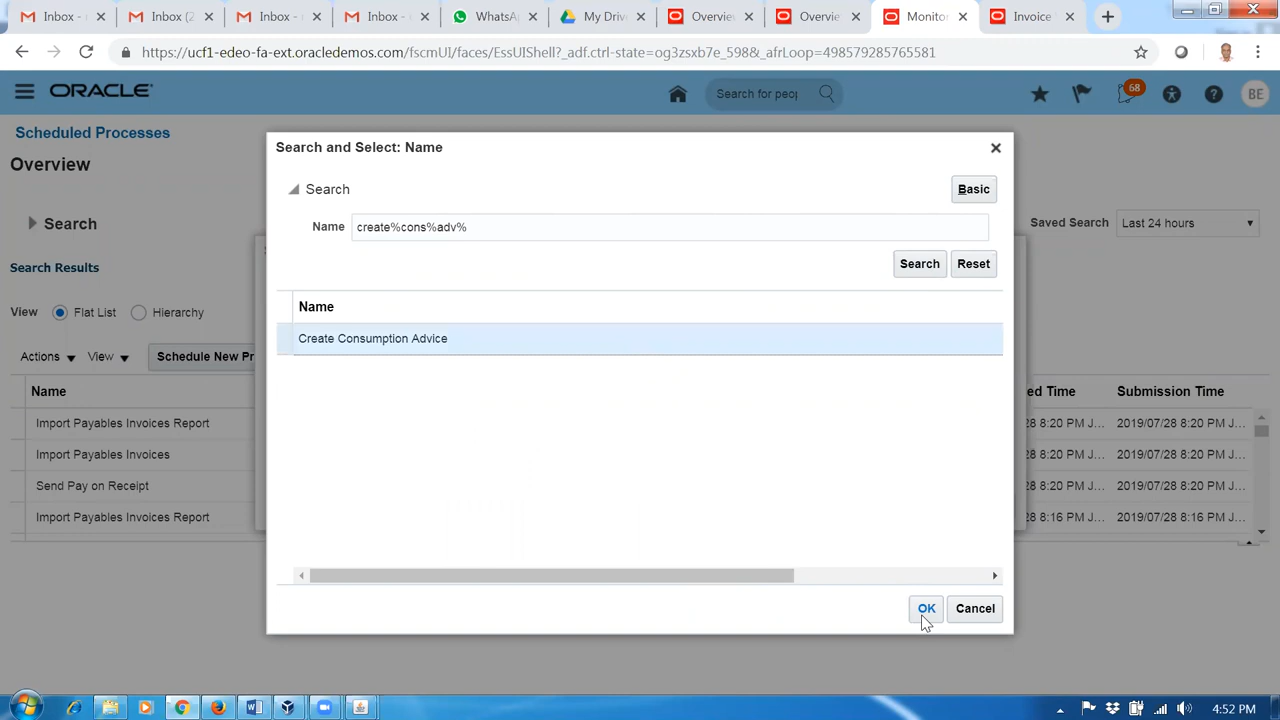 Inbox -
Inbox
Inbox -
Inbox -
WhatsA
My Driv
Overvie
Overvie
Monitor
Invoice
https://ucf1-edeo-fa-ext.oracledemos.com/fscmUI/faces/EssUIShell?_adf.ctrl-state=og3zsxb7e_598&_afrLoop=498579285765581
ORACLE
Search for peop
68
BE
Scheduled Processes
Overview
Search
Saved Search
Last 24 hours
Search Results
View
Flat List
Hierarchy
Actions
View
Schedule New Pr
Name
ed Time
Submission Time
Import Payables Invoices Report
28 8:20 PM J...
2019/07/28 8:20 PM J...
Import Payables Invoices
28 8:20 PM J...
2019/07/28 8:20 PM J...
Send Pay on Receipt
28 8:20 PM J...
2019/07/28 8:20 PM J...
Import Payables Invoices Report
28 8:16 PM J...
2019/07/28 8:16 PM J...
Search and Select: Name
Search
Basic
Name
create%cons%adv%
Search
Reset
Name
Create Consumption Advice
OK
Cancel
4:52 PM